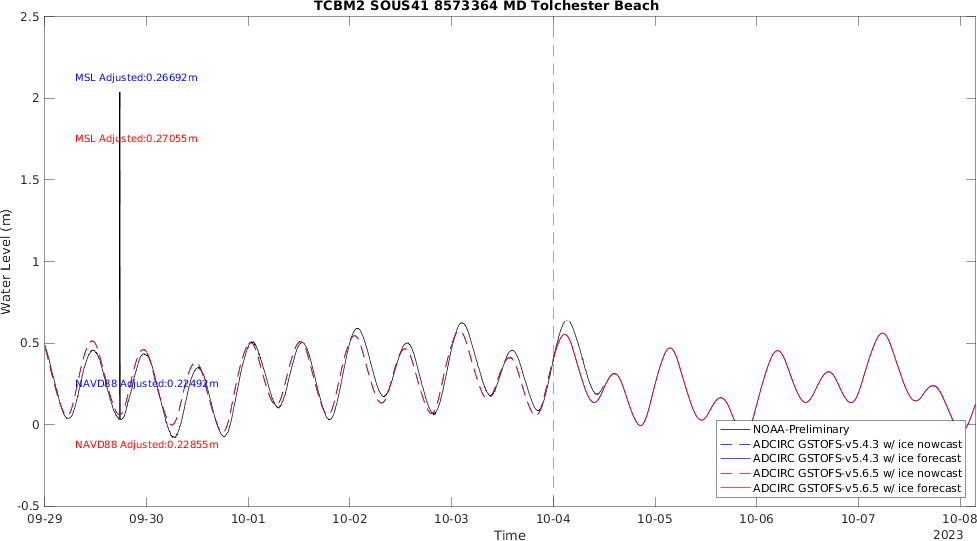 TCBM2 SOUS41 8573364 MD Tolchester Beach
2.5
2
1.5
1
0.5
0
-0.5
Water Level (m)
MSL Adjusted:0.26692m
MSL Adjusted:0.27055m
NAVD88 Adjusted:0.22492m
NAVD88 Adjusted:0.22855m
NOAA-Preliminary
ADCIRC GSTOFS-v5.4.3 w/ ice nowcast
ADCIRC GSTOFS-v5.4.3 w/ ice forecast
ADCIRC GSTOFS-v5.6.5 w/ ice nowcast
ADCIRC GSTOFS-v5.6.5 w/ ice forecast
09-29 09-30 10-01 10-02 10-03 10-04 10-05 10-06 10-07 10-08
Time
2023